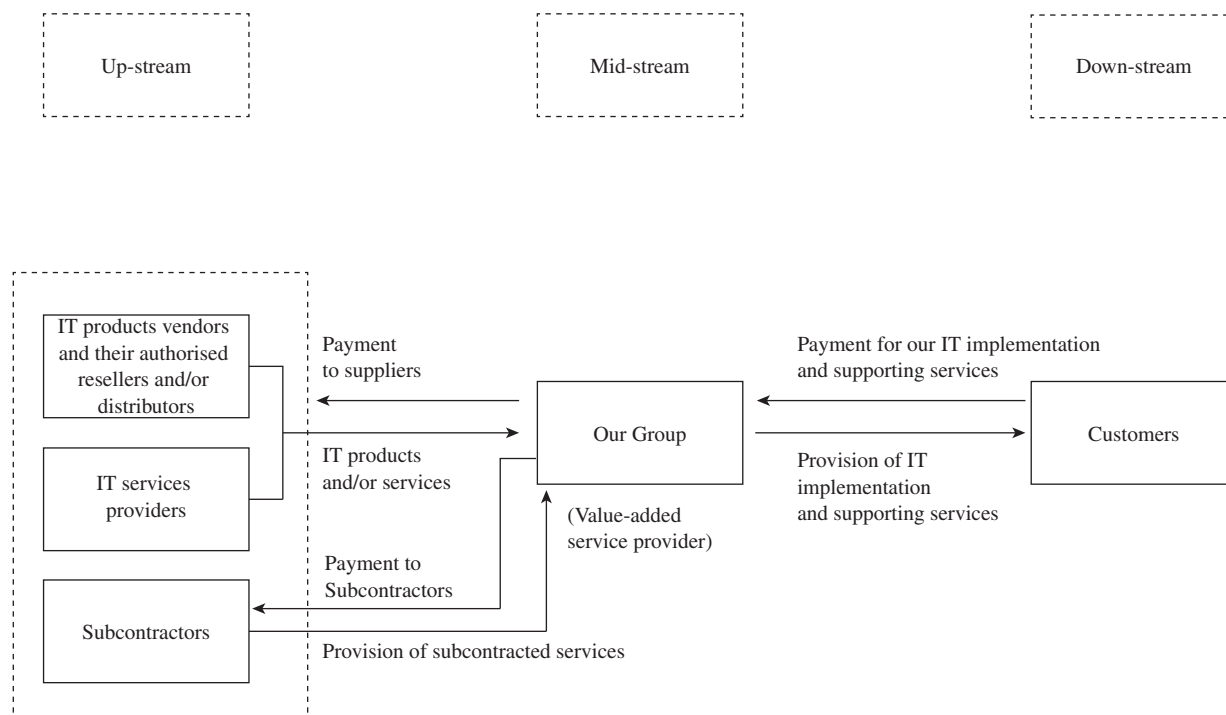 Up-stream
Mid-stream
Down-stream
IT products vendors
and their authorised
resellers and/or
distributors
Payment
to suppliers
Payment for our IT implementation
and supporting services
Our Group
Customers
IT products
and/or services
Provision of IT
implementation
and supporting services
IT services
providers
(Value-added
service provider)
Payment to
Subcontractors
Subcontractors
Provision of subcontracted services